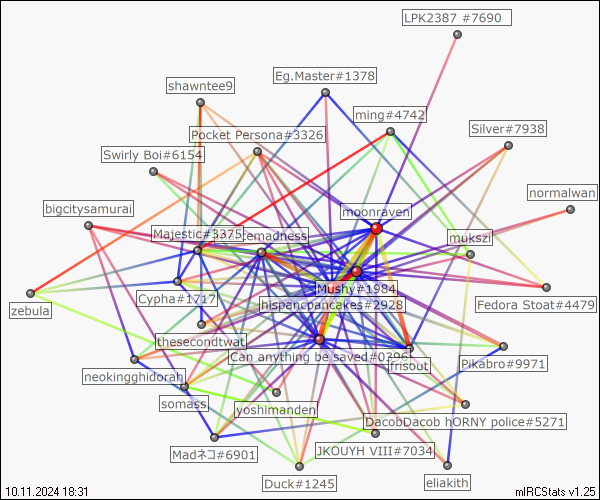 LPK2387 #7690
Eg.Master#1378
shawntee9
ming#4742
Silver#7938
Pocket Persona#3326
Swirly Boi#6154
normalwan
bigcitysamurai
moonraven
Majestic#3375
emadness
mukszi
Mushy#1984
Cypha#1717
hispancpancakes#2928
Fedora Stoat#4479
zebula
thesecondtwat
Can anything be saved#0396
frisout
Pikabro#9971
neokingghidorah
somass
yoshimanden
DacobDacob hORNY police#5271
Madネコ#6901
JKOUYH VIII#7034
eliakith
Duck#1245
10.11.2024 18:31
mIRCStats v1.25